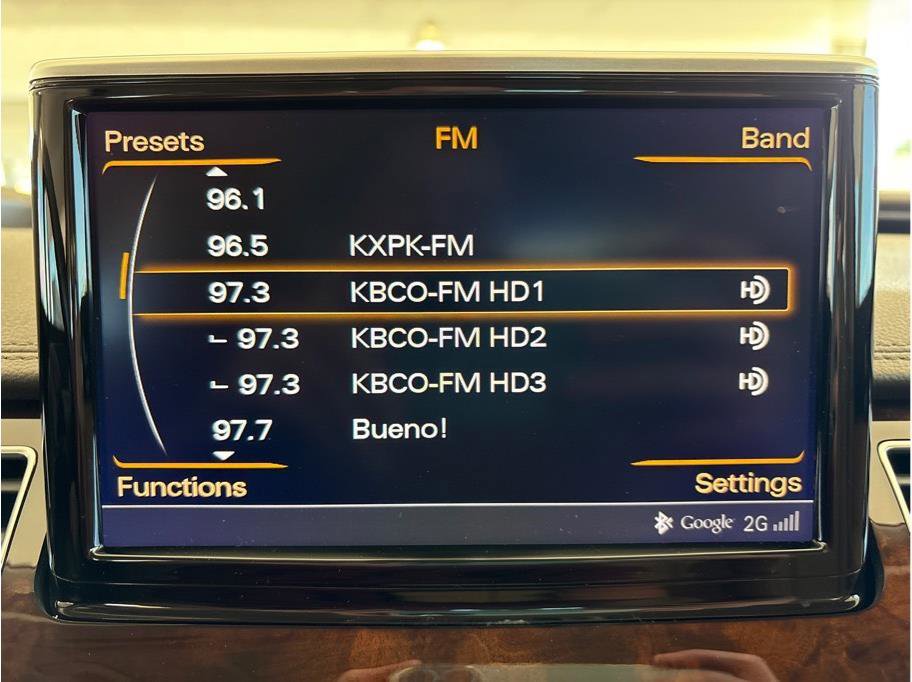 Presets FM Band
96.1
96.5 KXPK-FM
97.3 KBCO-FM HD1 HD
97.3 KBCO-FM HD2 HD
97.3 KBCO-FM HD3 HD
97.7 Bueno!
Functions Settings
Google 2G